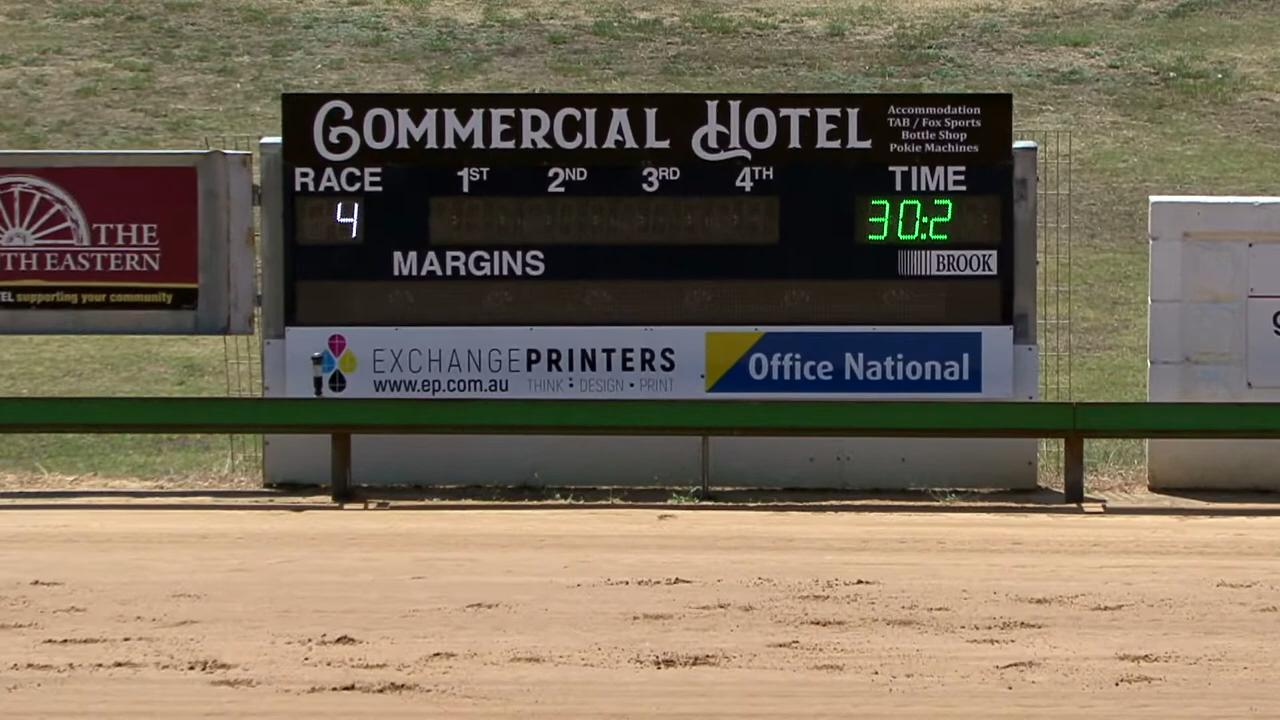 COMMERCIAL HOTEL
Accommodation
TAB / Fox Sports
Bottle Shop
Pokie Machines
RACE 1ST 2ND 3RD 4TH TIME
4 30:2
MARGINS
BROOK
THE
EASTERN
supporting your community
EXCHANGEPRINTERS
www.ep.com.au THINK : DESIGN • PRINT
Office National